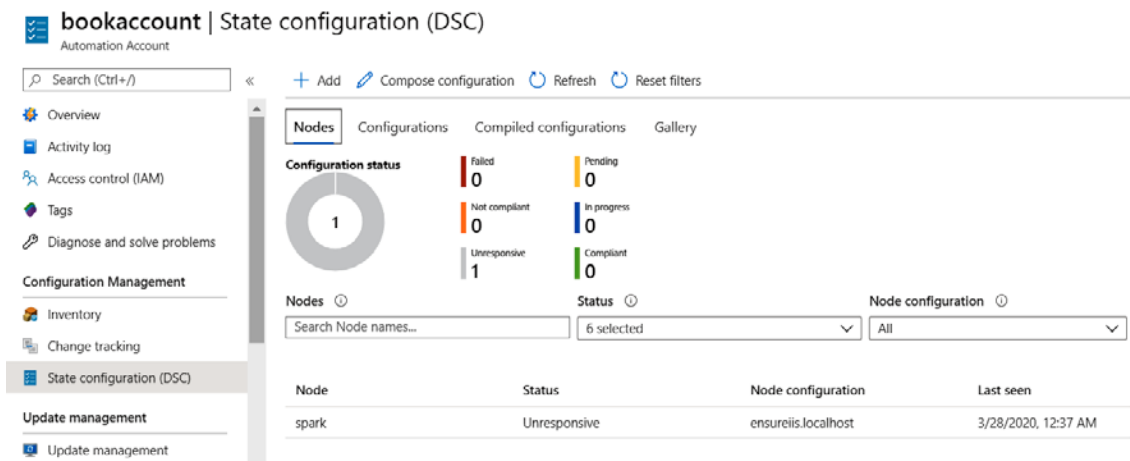 bookaccount | State configuration (DSC)
Automation Account
Search (Ctrl+/)
«
Overview
Activity log
Access control (IAM)
Tags
Diagnose and solve problems
Configuration Management
Inventory
Change tracking
State configuration (DSC)
Update management
Update management
Add Compose configuration Refresh Reset filters
Nodes Configurations Compiled configurations Gallery
Configuration status
1
Failed
0
Pending
0
Not compliant
0
In progress
0
Unresponsive
1
Compliant
0
Nodes Status Node configuration
Search Node names... 6 selected All
Node Status Node configuration Last seen
spark Unresponsive ensureiis.localhost 3/28/2020, 12:37 AM